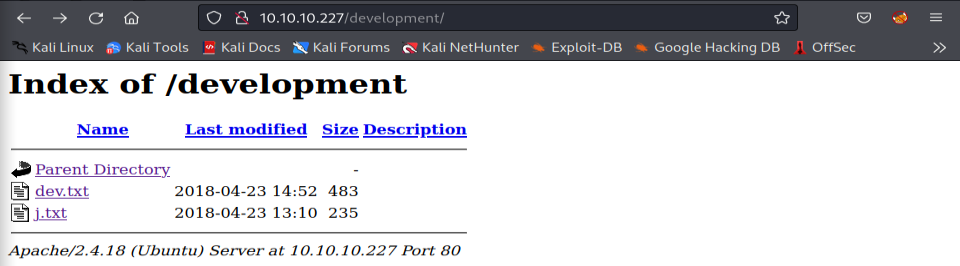 10.10.10.227/development/
Kali Linux Kali Tools Kali Docs Kali Forums Kali NetHunter Exploit-DB Google Hacking DB OffSec
Index of /development
Name Last modified Size Description
Parent Directory -
dev.txt 2018-04-23 14:52 483
j.txt 2018-04-23 13:10 235
Apache/2.4.18 (Ubuntu) Server at 10.10.10.227 Port 80